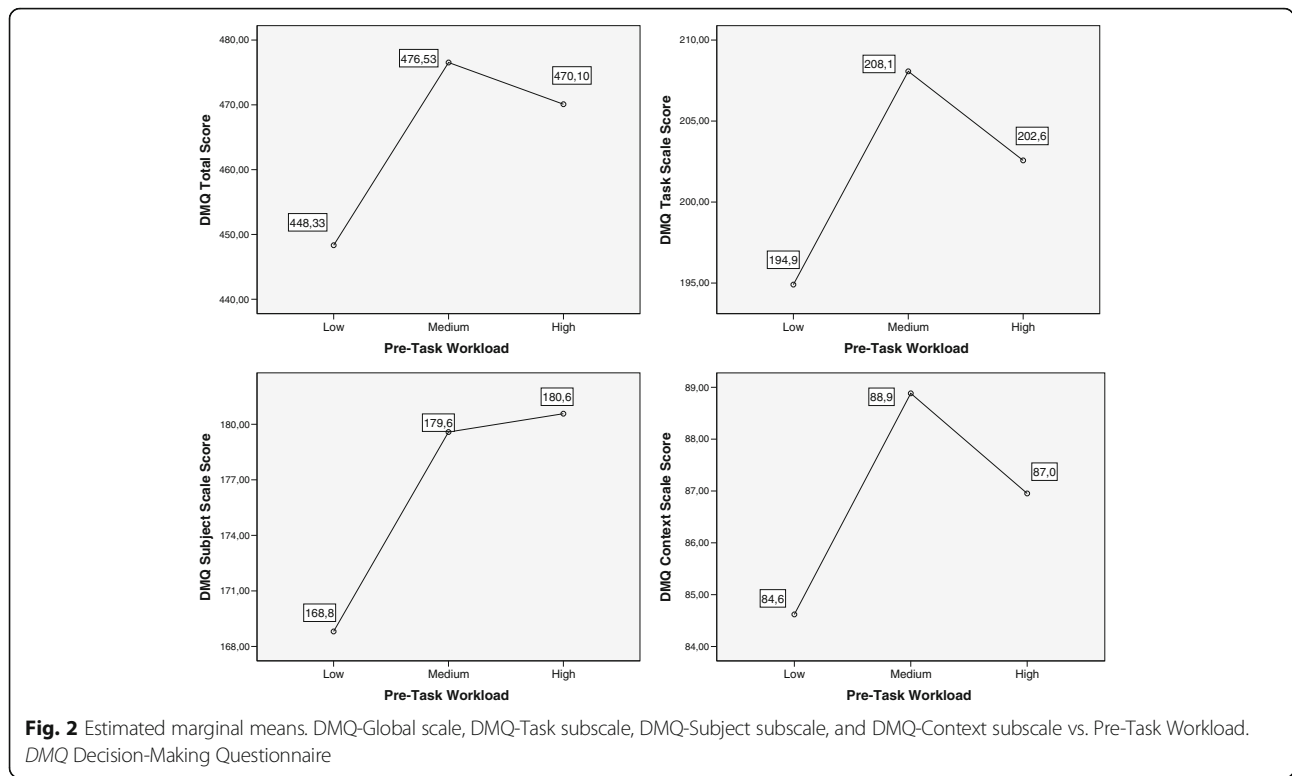 480,00
470,00
460,00
450,00
440,00
DMQ Total Score
448,33
476,53
470,10
Low Medium High
Pre-Task Workload
210,00
205,00
200,00
195,00
DMQ Task Scale Score
194,9
208,1
202,6
Low Medium High
Pre-Task Workload
180,00
177,00
174,00
171,00
168,00
DMQ Subject Scale Score
168,8
179,6
180,6
Low Medium High
Pre-Task Workload
89,00
88,00
87,00
86,00
85,00
84,00
DMQ Context Scale Score
84,6
88,9
87,0
Low Medium High
Pre-Task Workload
Fig. 2 Estimated marginal means. DMQ-Global scale, DMQ-Task subscale, DMQ-Subject subscale, and DMQ-Context subscale vs. Pre-Task Workload.
DMQ Decision-Making Questionnaire